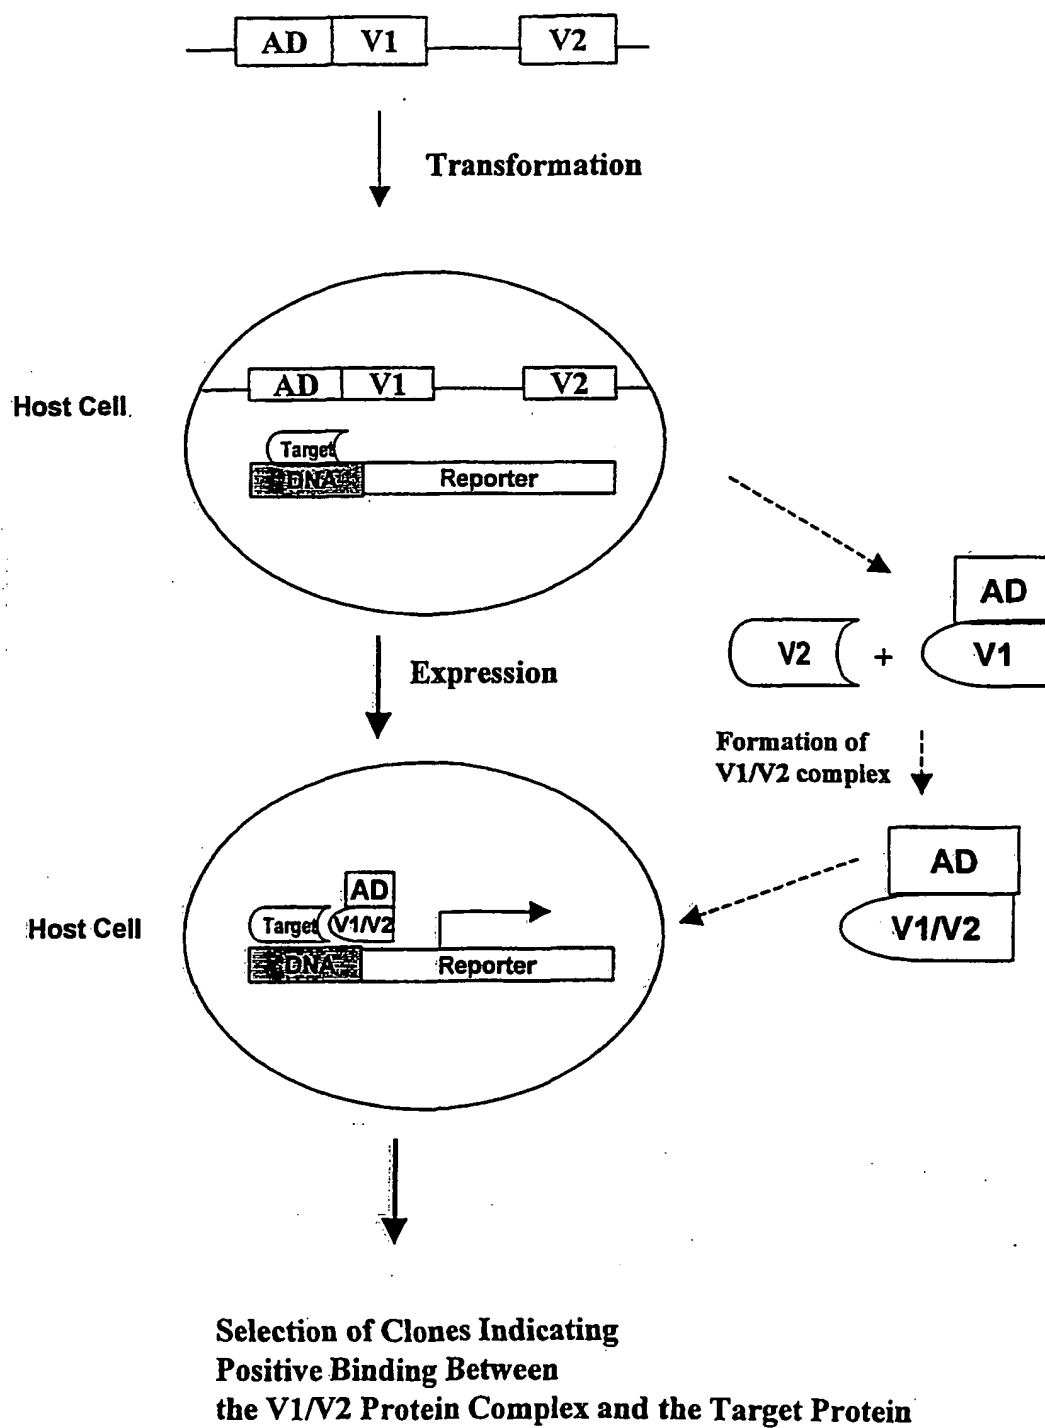 AD V1 V2
Transformation
AD V1 V2
Host Cell
Target
DNA Reporter
AD
V2 + V1
Expression
Formation of
V1/V2 complex
AD
V1/V2
AD
Host Cell
Target V1/V2
DNA Reporter
Selection of Clones Indicating
Positive Binding Between
the V1/V2 Protein Complex and the Target Protein